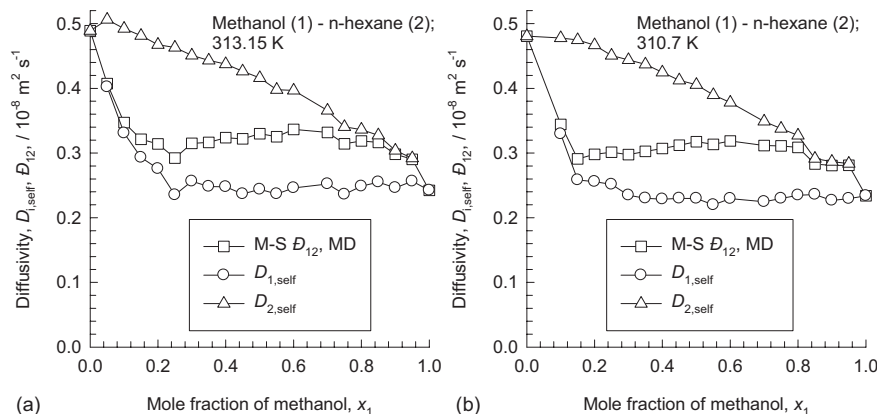 Methanol (1) - n-hexane (2);
313.15 K
0.5
0.4
0.3
0.2
0.1
0.0
Diffusivity, D_i,self, Đ_12, / 10^-8 m^2 s^-1
M-S Đ_12, MD
D_1,self
D_2,self
0.0 0.2 0.4 0.6 0.8 1.0
(a) Mole fraction of methanol, x_1
Methanol (1) - n-hexane (2);
310.7 K
0.5
0.4
0.3
0.2
0.1
0.0
Diffusivity, D_i,self, Đ_12, / 10^-8 m^2 s^-1
M-S Đ_12, MD
D_1,self
D_2,self
0.0 0.2 0.4 0.6 0.8 1.0
(b) Mole fraction of methanol, x_1